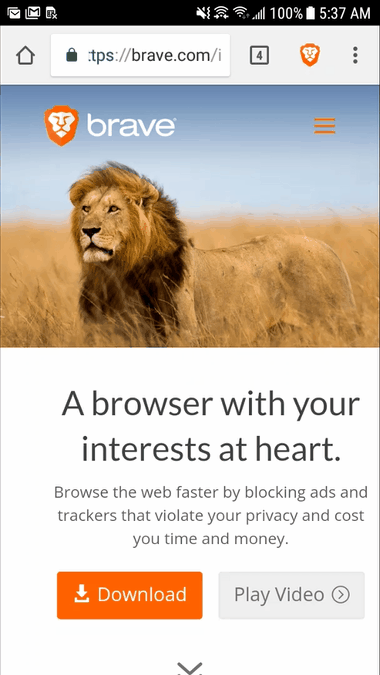 100% 5:37 AM
:tps://brave.com/i
4
brave
A browser with your
interests at heart.
Browse the web faster by blocking ads and
trackers that violate your privacy and cost
you time and money.
Download
Play Video